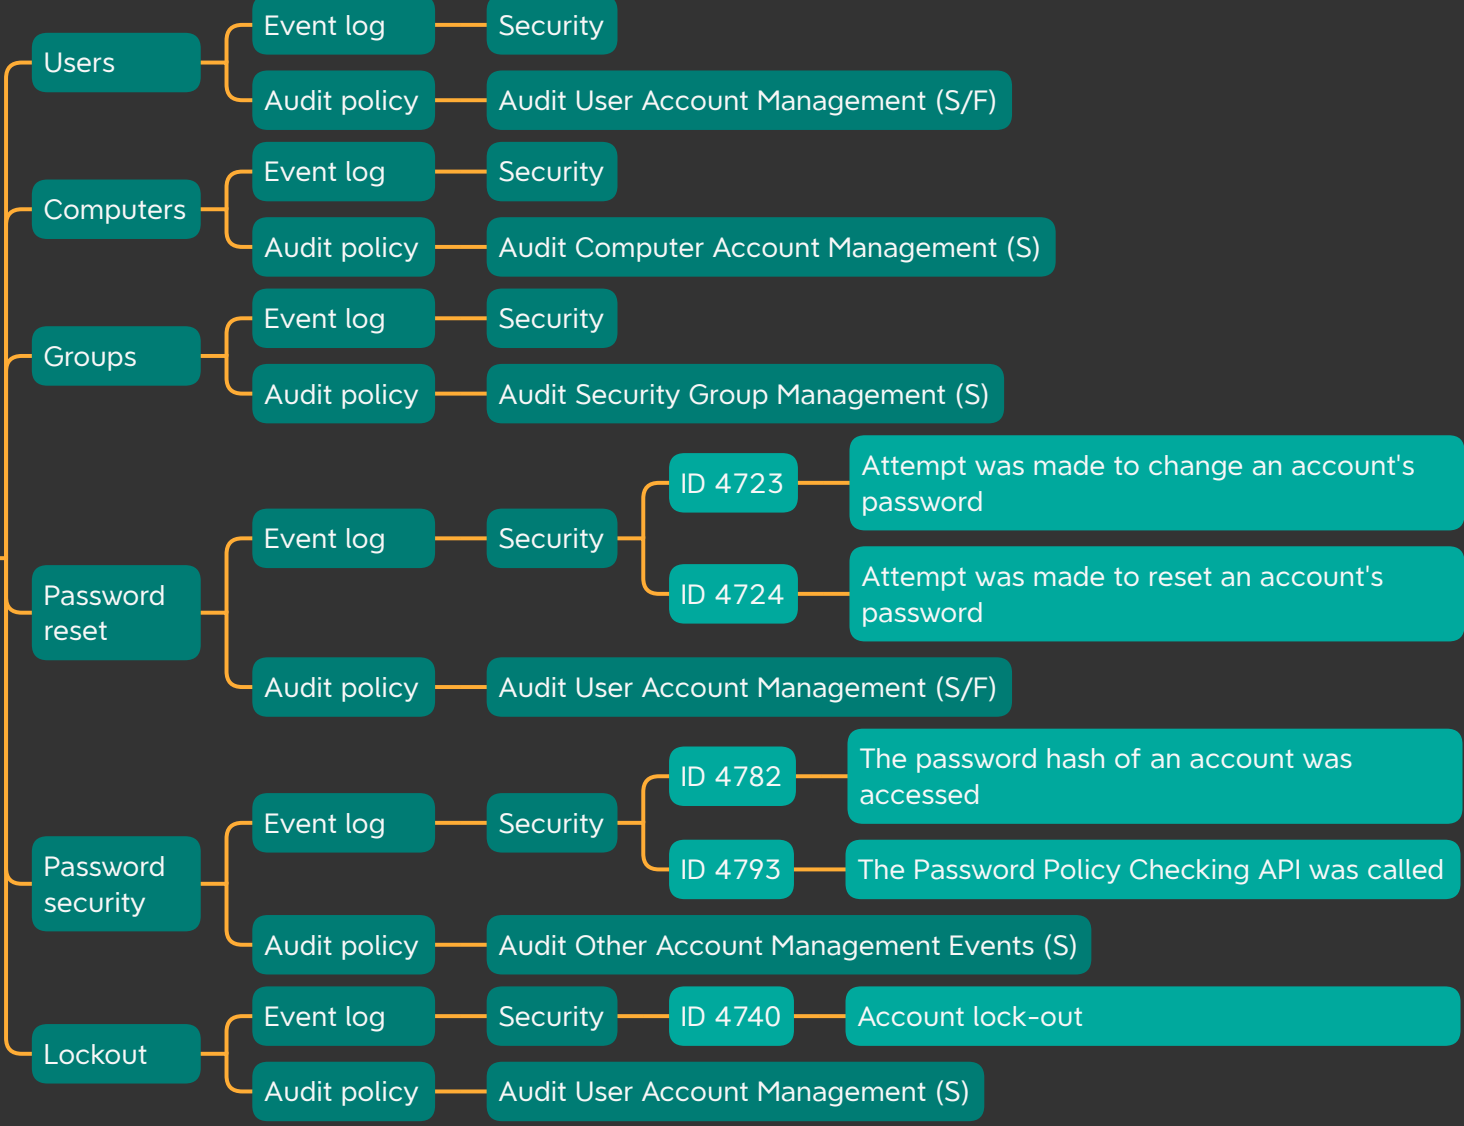 Users
Event log
Security
Audit policy
Audit User Account Management (S/F)
Computers
Event log
Security
Audit policy
Audit Computer Account Management (S)
Groups
Event log
Security
Audit policy
Audit Security Group Management (S)
Password
reset
Event log
Security
ID 4723
Attempt was made to change an account's
password
ID 4724
Attempt was made to reset an account's
password
Audit policy
Audit User Account Management (S/F)
Password
security
Event log
Security
ID 4782
The password hash of an account was
accessed
ID 4793
The Password Policy Checking API was called
Audit policy
Audit Other Account Management Events (S)
Lockout
Event log
Security
ID 4740
Account lock-out
Audit policy
Audit User Account Management (S)